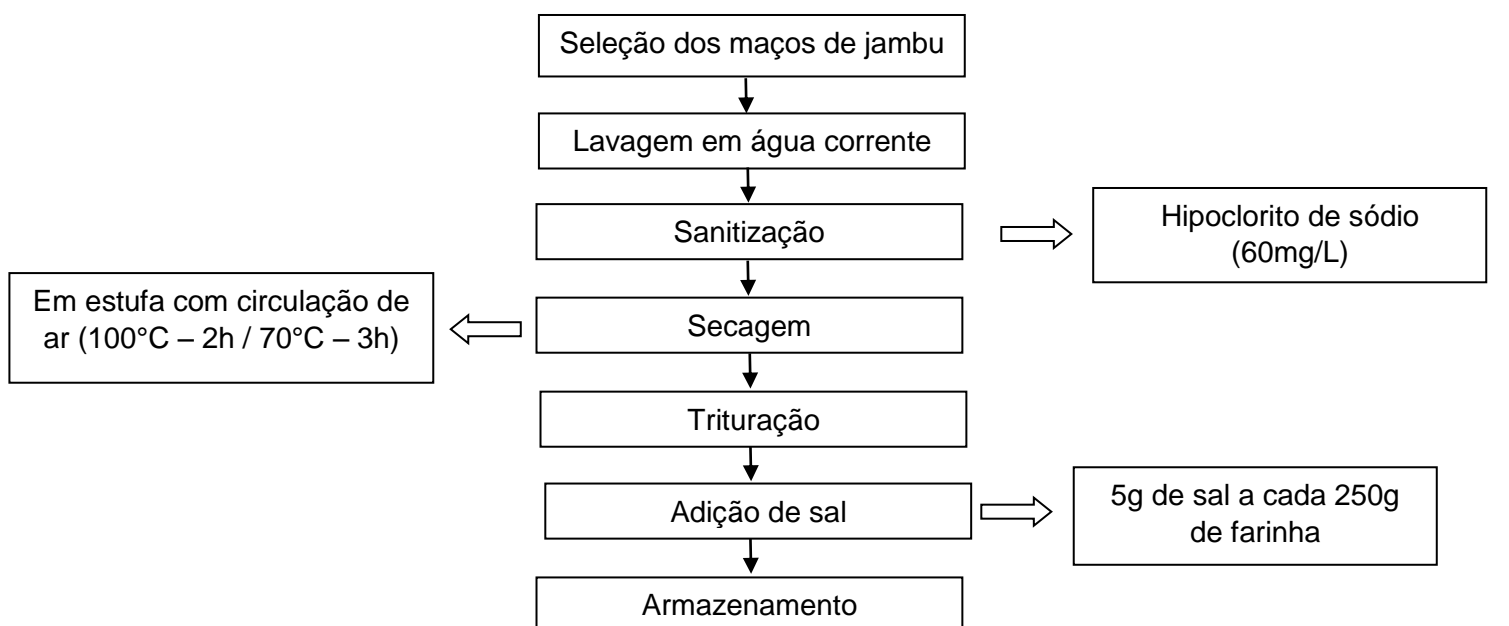 Seleção dos maços de jambu
Lavagem em água corrente
Sanitização
Hipoclorito de sódio
(60mg/L)
Em estufa com circulação de
ar (100°C – 2h / 70°C – 3h)
Secagem
Trituração
Adição de sal
5g de sal a cada 250g
de farinha
Armazenamento